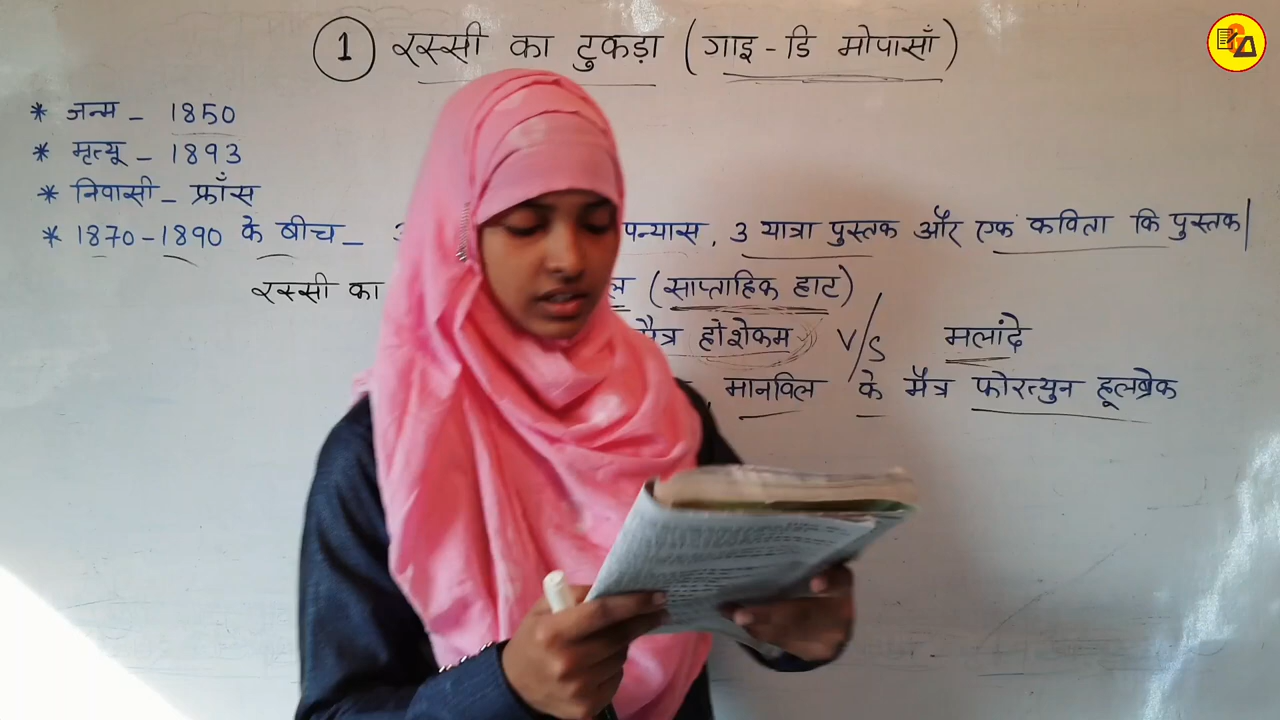 1 रस्सी का टुकड़ा (गाइ-डि मोपासाँ)
* जन्म - 1850
* मृत्यू - 1893
* निवासी - फ्राँस
* 1870-1890 के बीच - पन्यास, 3 यात्रा पुस्तक और एक कविता कि पुस्तक|
रस्सी का (साप्ताहिक हाट)
होशेकम V/S मलांदे
मानविल के मैत्र फोरत्युन हूलब्रेक